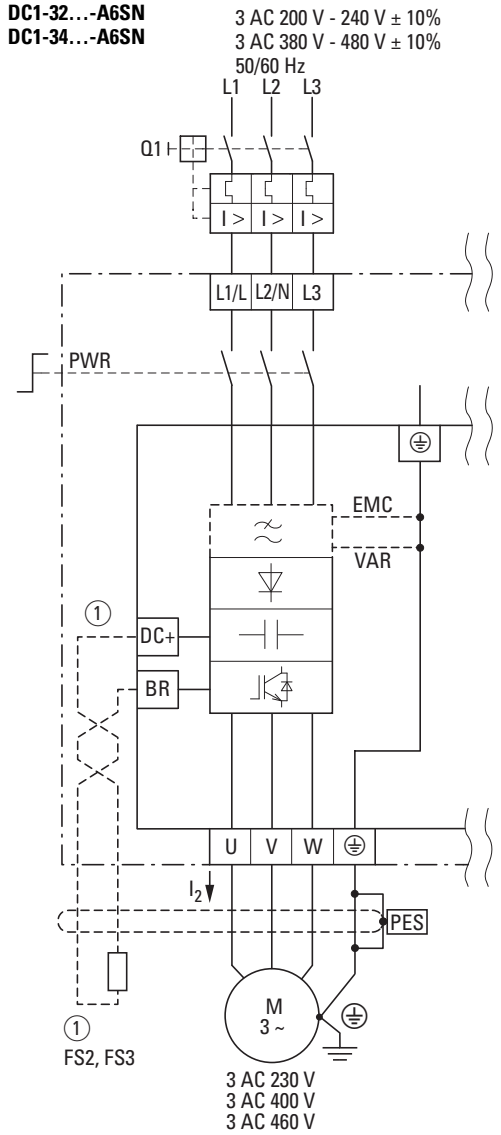 DC1-32...-A6SN
DC1-34...-A6SN
3 AC 200 V - 240 V ± 10%
3 AC 380 V - 480 V ± 10%
50/60 Hz
L1 L2 L3
Q1
I > I > I >
L1/L L2/N L3
PWR
EMC
VAR
①
DC+
BR
U V W
I₂
PES
M
3 ~
①
FS2, FS3
3 AC 230 V
3 AC 400 V
3 AC 460 V